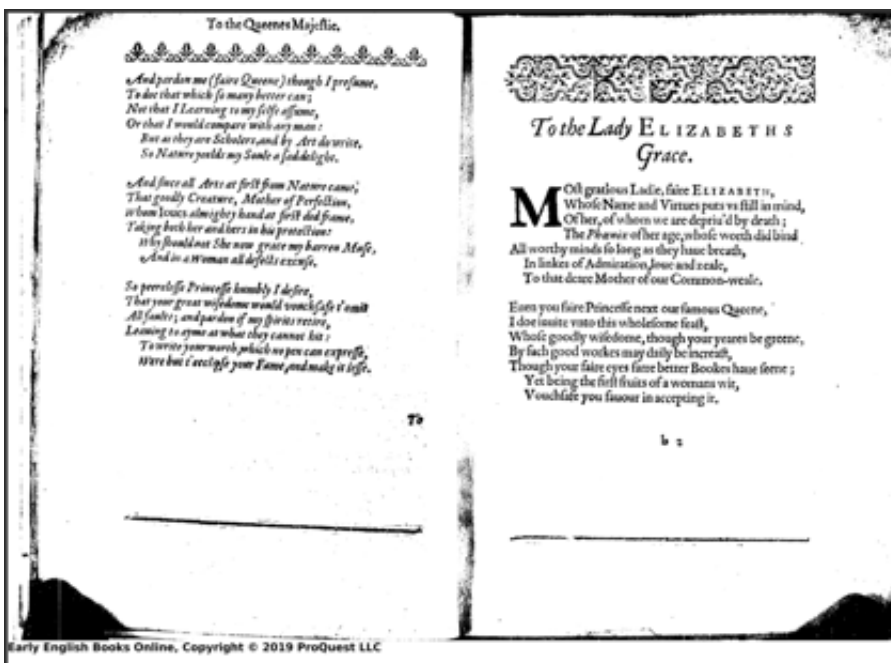 To the Queenes Majestie.
And pardon me (faire Queene) though I presume,
To doe that which so many better can;
Not that I Learning to my selfe assume,
Or that I would compare with any man:
But as they are Scholers, and by Art do write,
So Nature yeelds my Soule a sad delight.
And since all Arts at first from Nature came,
That goodly Creature, Mother of Perfection,
Whom Ioues almighty hand at first did frame,
Taking both her and hers in his protection:
Why should not She now grace my barren Muse,
And in a Woman all defects excuse.
So peerelesse Princesse humbly I desire,
That your great wisedome would vouchsafe t'omit
All faults; and pardon if my spirits retire,
Leauing to ayme at what they cannot hit:
To write your worth, which no pen can expresse,
Were but t'ecclipse your Fame, and make it lesse.
To
To the Lady ELIZABETHS
Grace.
MOst gratious Ladie, faire ELIZABETH,
Whose Name and Virtues puts vs still in mind,
Of her, of whom we are depriu'd by death;
The Phœnix of her age, whose worth did bind
All worthy minds so long as they haue breath,
In linkes of Admiration, loue and zeale,
To that deare Mother of our Common-weale.
Euen you faire Princesse next our famous Queene,
I doe inuite vnto this wholesome feast,
Whose goodly wisedome, though your yeares be greene,
By such good workes may daily be increast,
Though your faire eyes farre better Bookes haue seene;
Yet being the first fruits of a womans wit,
Vouchsafe you fauour in accepting it.
b 2
Early English Books Online, Copyright © 2019 ProQuest LLC